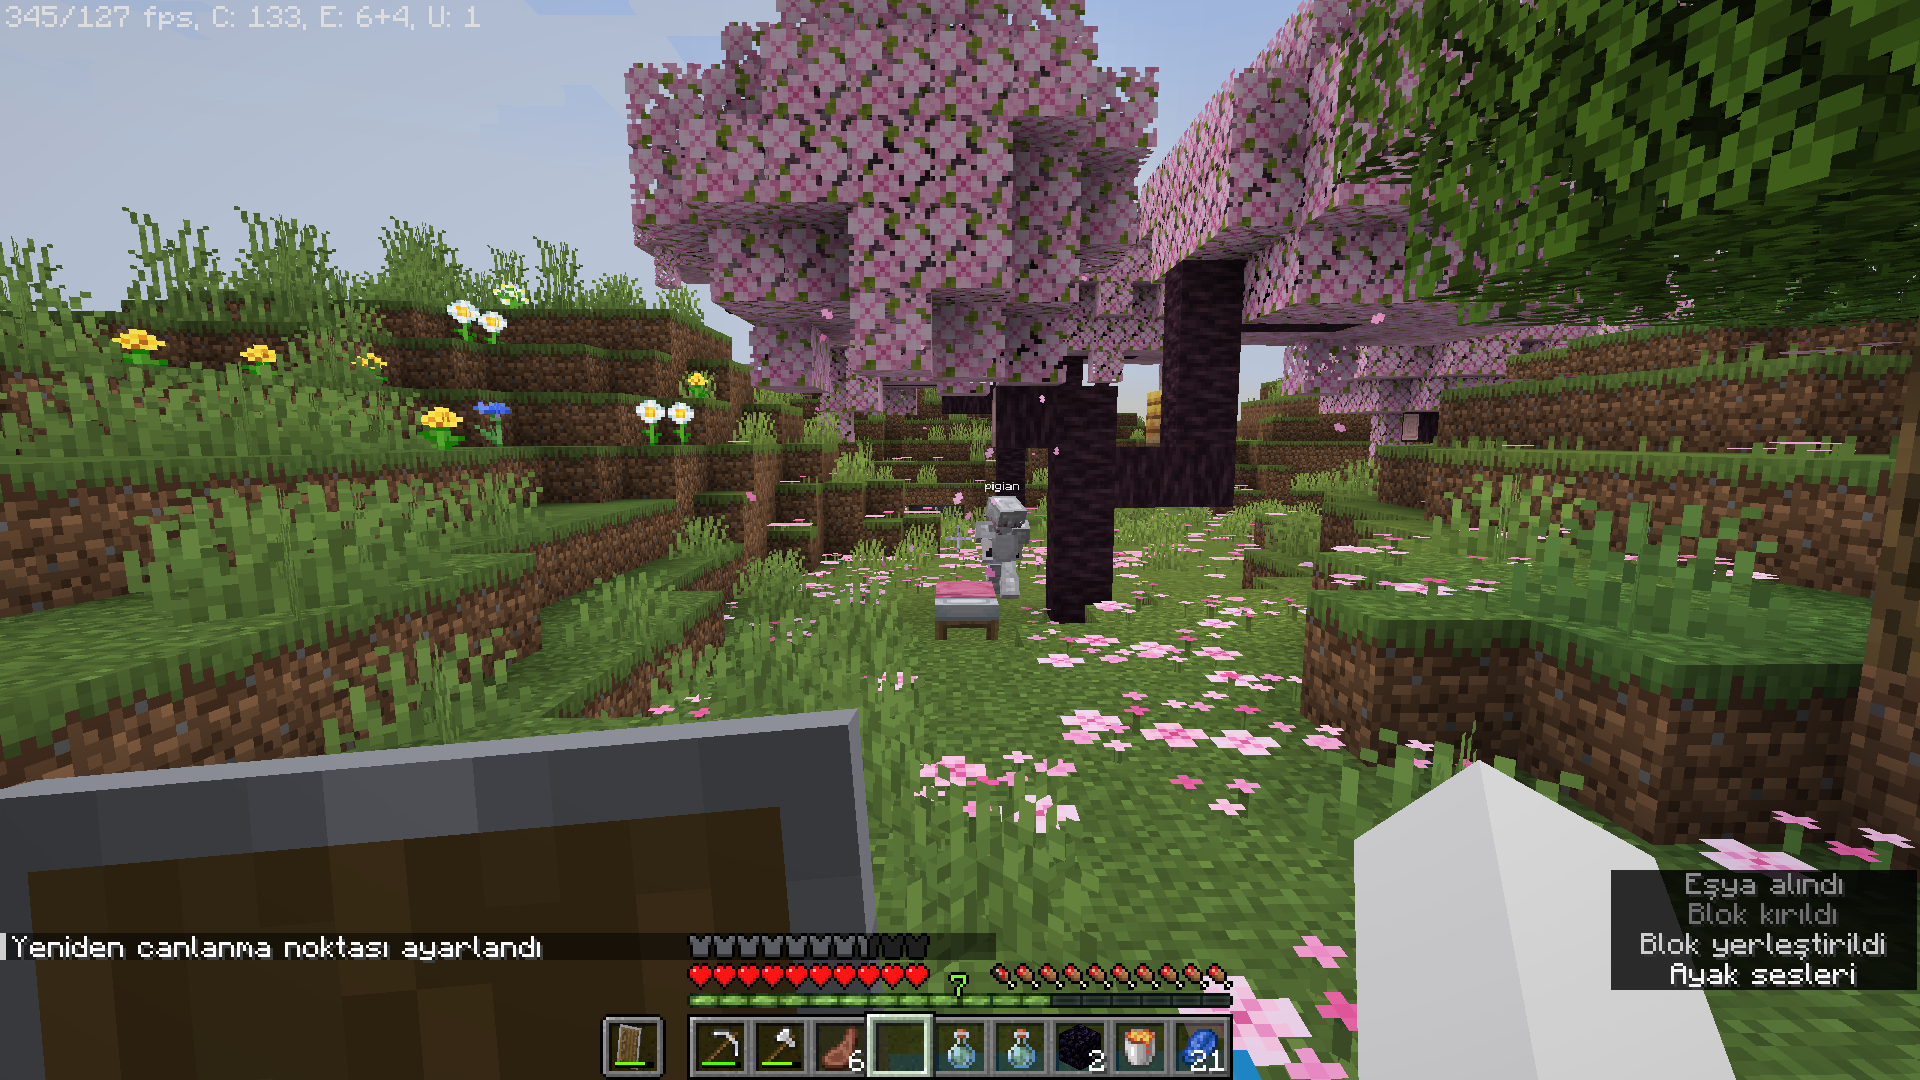 345/127 fps, C: 133, E: 6+4, U: 1
pigian
Eşya alındı
Blok kırıldı
Blok yerleştirildi
Ayak sesleri
Yeniden canlanma noktası ayarlandı
7
6
2
21